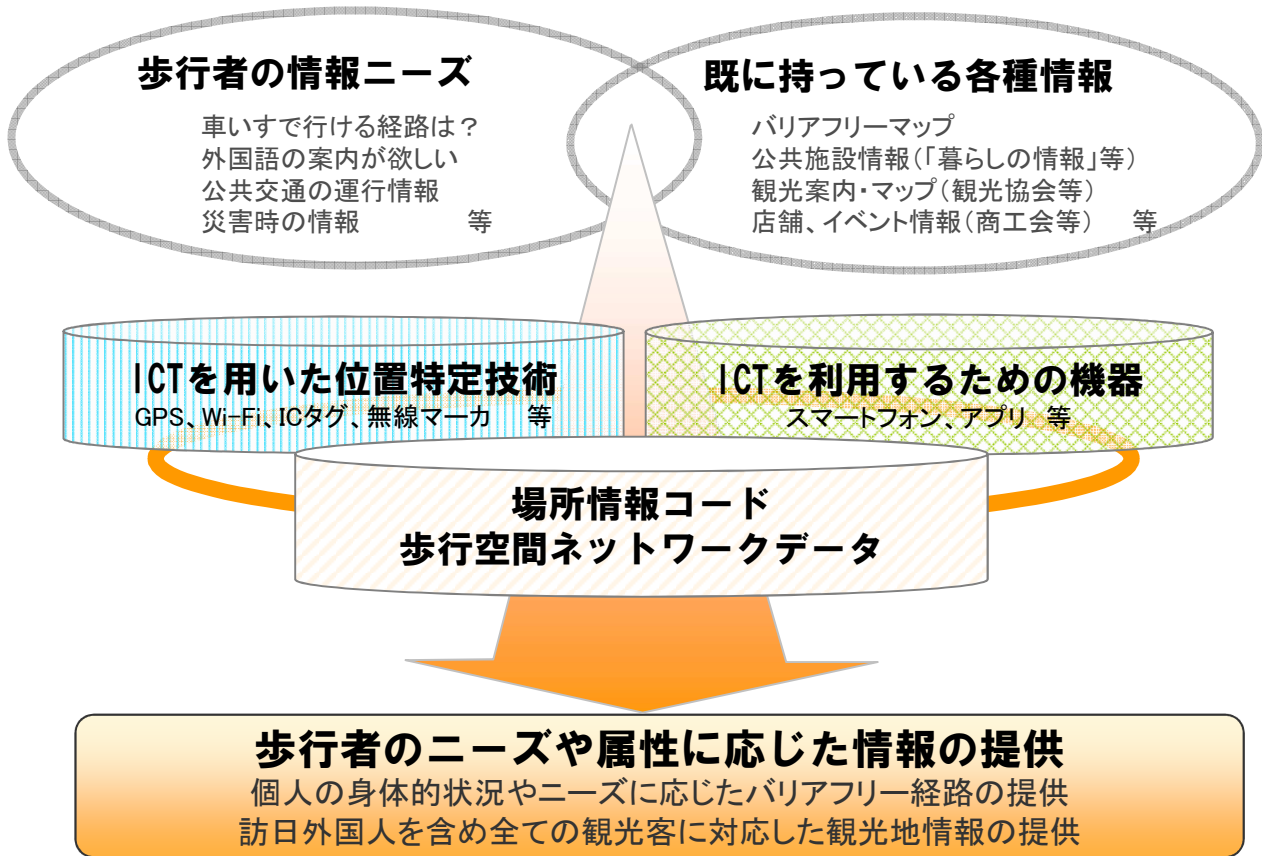 歩行者の情報ニーズ
車いすで行ける経路は?
外国語の案内が欲しい
公共交通の運行情報
災害時の情報　等
既に持っている各種情報
バリアフリーマップ
公共施設情報(「暮らしの情報」等)
観光案内・マップ(観光協会等)
店舗、イベント情報(商工会等)　等
ICTを用いた位置特定技術
GPS、Wi-Fi、ICタグ、無線マーカ　等
ICTを利用するための機器
スマートフォン、アプリ 等
場所情報コード
歩行空間ネットワークデータ
歩行者のニーズや属性に応じた情報の提供
個人の身体的状況やニーズに応じたバリアフリー経路の提供
訪日外国人を含め全ての観光客に対応した観光地情報の提供